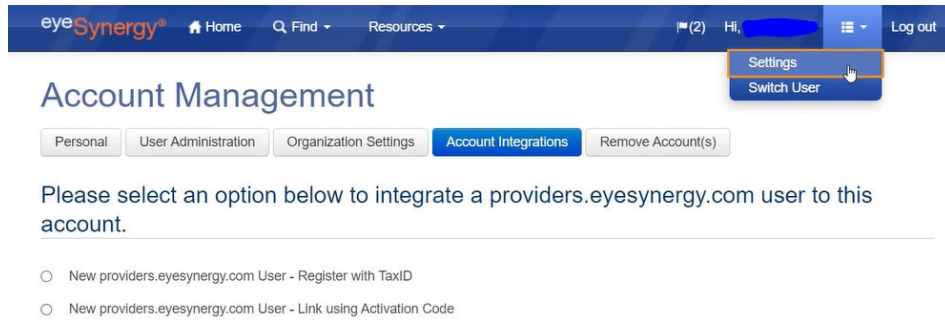 eyeSynergy® Home Find Resources (2) Hi, Log out
Settings
Switch User
Account Management
Personal User Administration Organization Settings Account Integrations Remove Account(s)
Please select an option below to integrate a providers.eyesynergy.com user to this
account.
New providers.eyesynergy.com User - Register with TaxID
New providers.eyesynergy.com User - Link using Activation Code